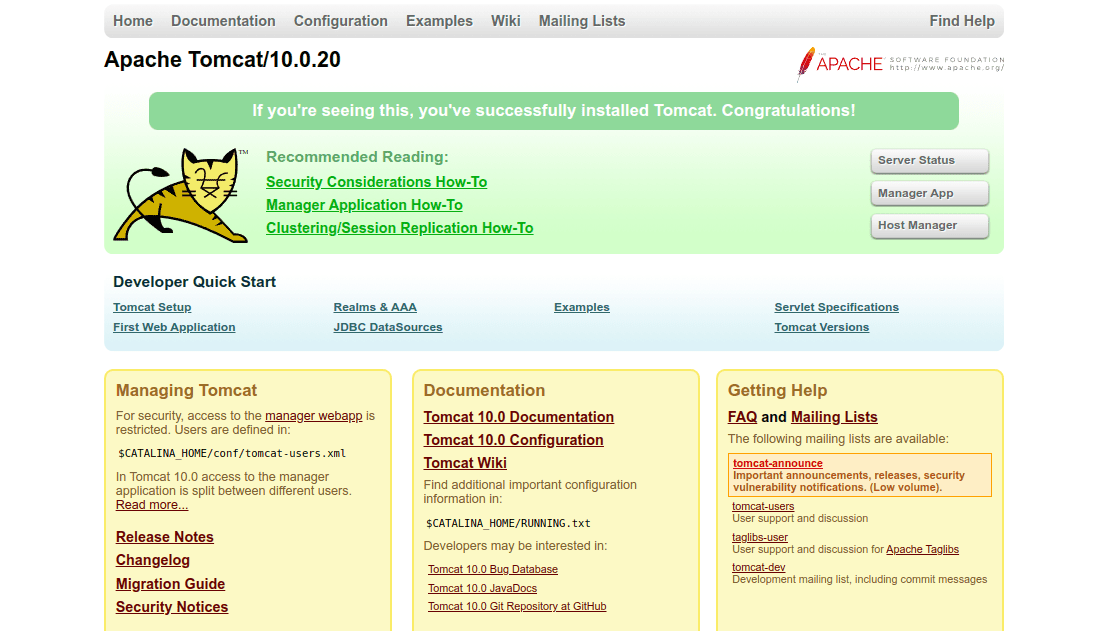 Home Documentation Configuration Examples Wiki Mailing Lists Find Help
Apache Tomcat/10.0.20
APACHE SOFTWARE FOUNDATION
http://www.apache.org/
If you're seeing this, you've successfully installed Tomcat. Congratulations!
TM
Recommended Reading:
Security Considerations How-To
Manager Application How-To
Clustering/Session Replication How-To
Server Status
Manager App
Host Manager
Developer Quick Start
Tomcat Setup
First Web Application
Realms & AAA
JDBC DataSources
Examples
Servlet Specifications
Tomcat Versions
Managing Tomcat
For security, access to the manager webapp is
restricted. Users are defined in:
$CATALINA_HOME/conf/tomcat-users.xml
In Tomcat 10.0 access to the manager
application is split between different users.
Read more...
Release Notes
Changelog
Migration Guide
Security Notices
Documentation
Tomcat 10.0 Documentation
Tomcat 10.0 Configuration
Tomcat Wiki
Find additional important configuration
information in:
$CATALINA_HOME/RUNNING.txt
Developers may be interested in:
Tomcat 10.0 Bug Database
Tomcat 10.0 JavaDocs
Tomcat 10.0 Git Repository at GitHub
Getting Help
FAQ and Mailing Lists
The following mailing lists are available:
tomcat-announce
Important announcements, releases, security
vulnerability notifications. (Low volume).
tomcat-users
User support and discussion
taglibs-user
User support and discussion for Apache Taglibs
tomcat-dev
Development mailing list, including commit messages